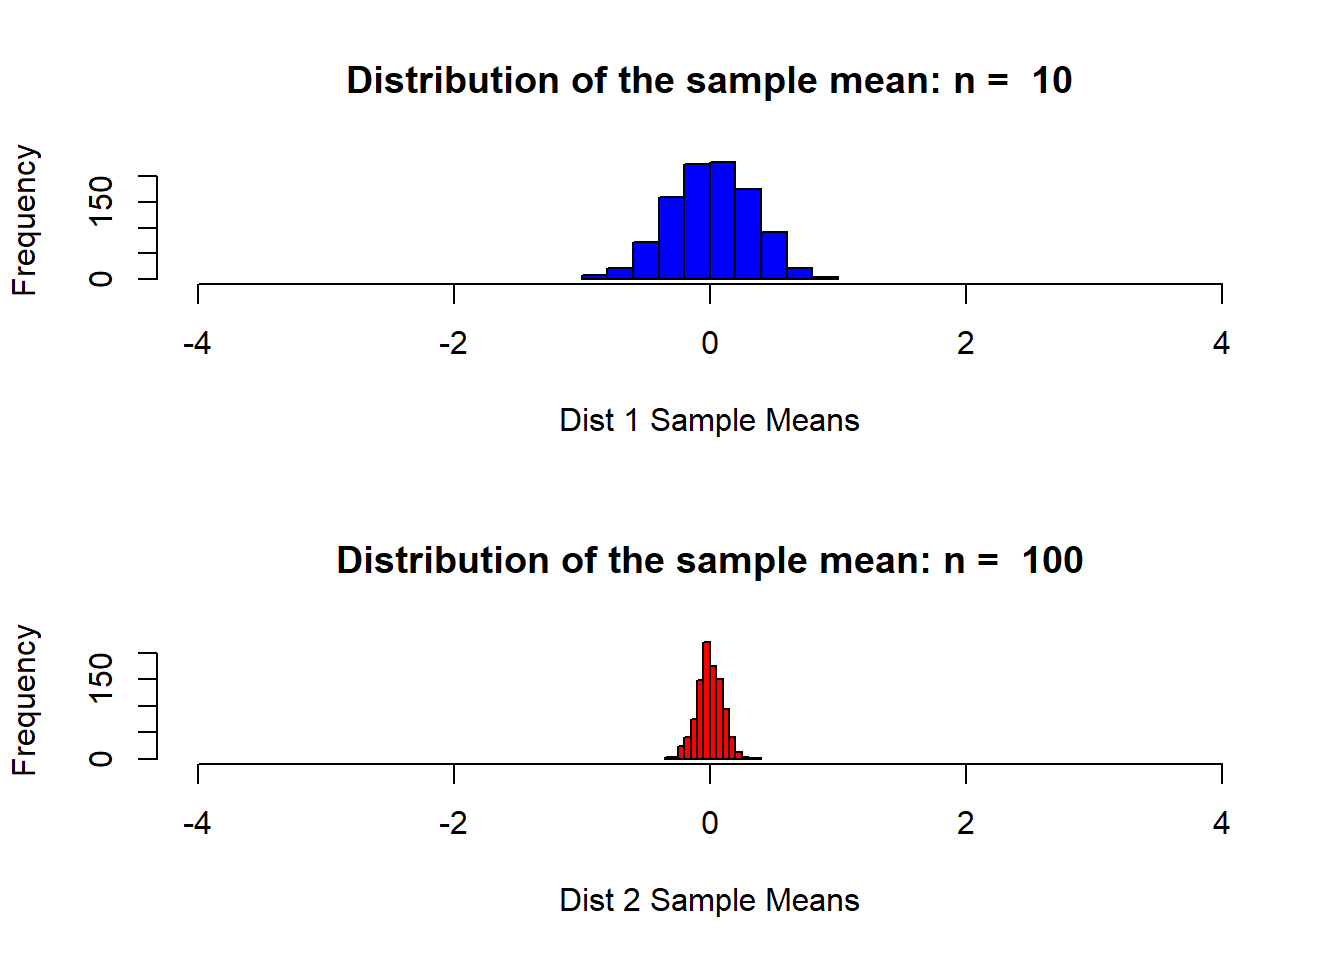 Distribution of the sample mean: n =  10
Frequency
150
0
-4 -2 0 2 4
Dist 1 Sample Means
Distribution of the sample mean: n =  100
Frequency
150
0
-4 -2 0 2 4
Dist 2 Sample Means